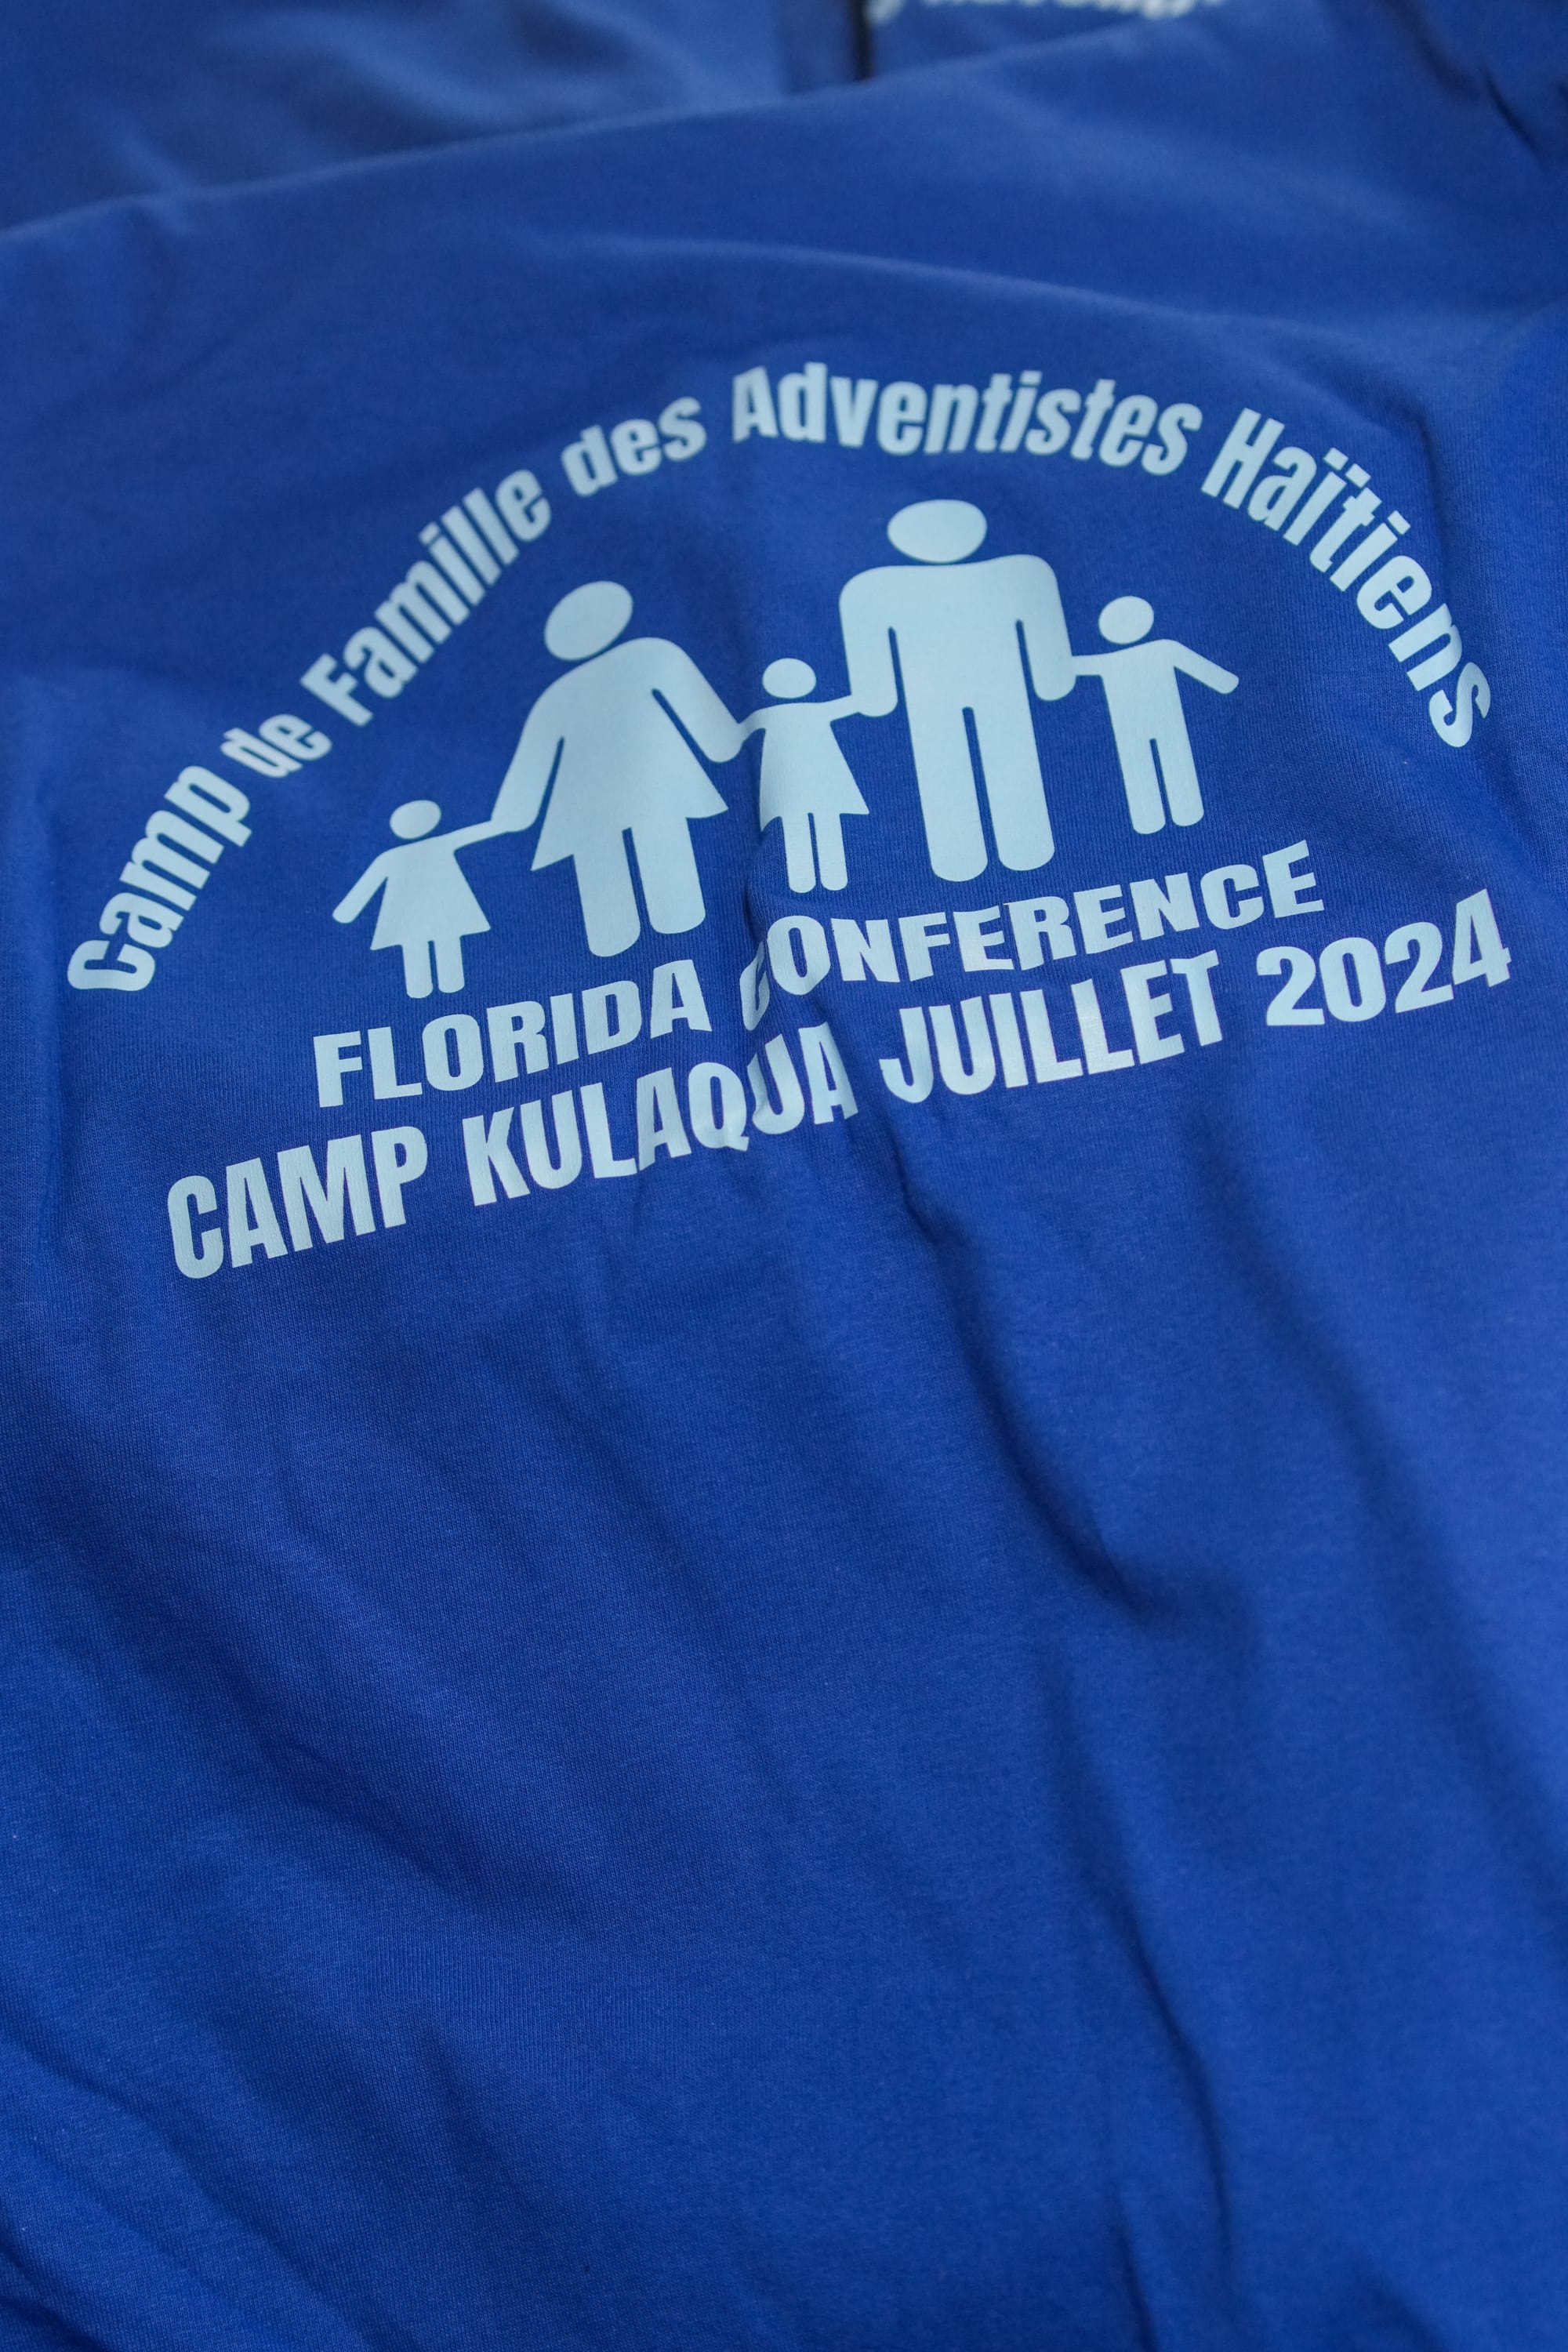 Camp de Famille des Adventistes Haïtiens
FLORIDA CONFERENCE
CAMP KULAQUA JUILLET 2024